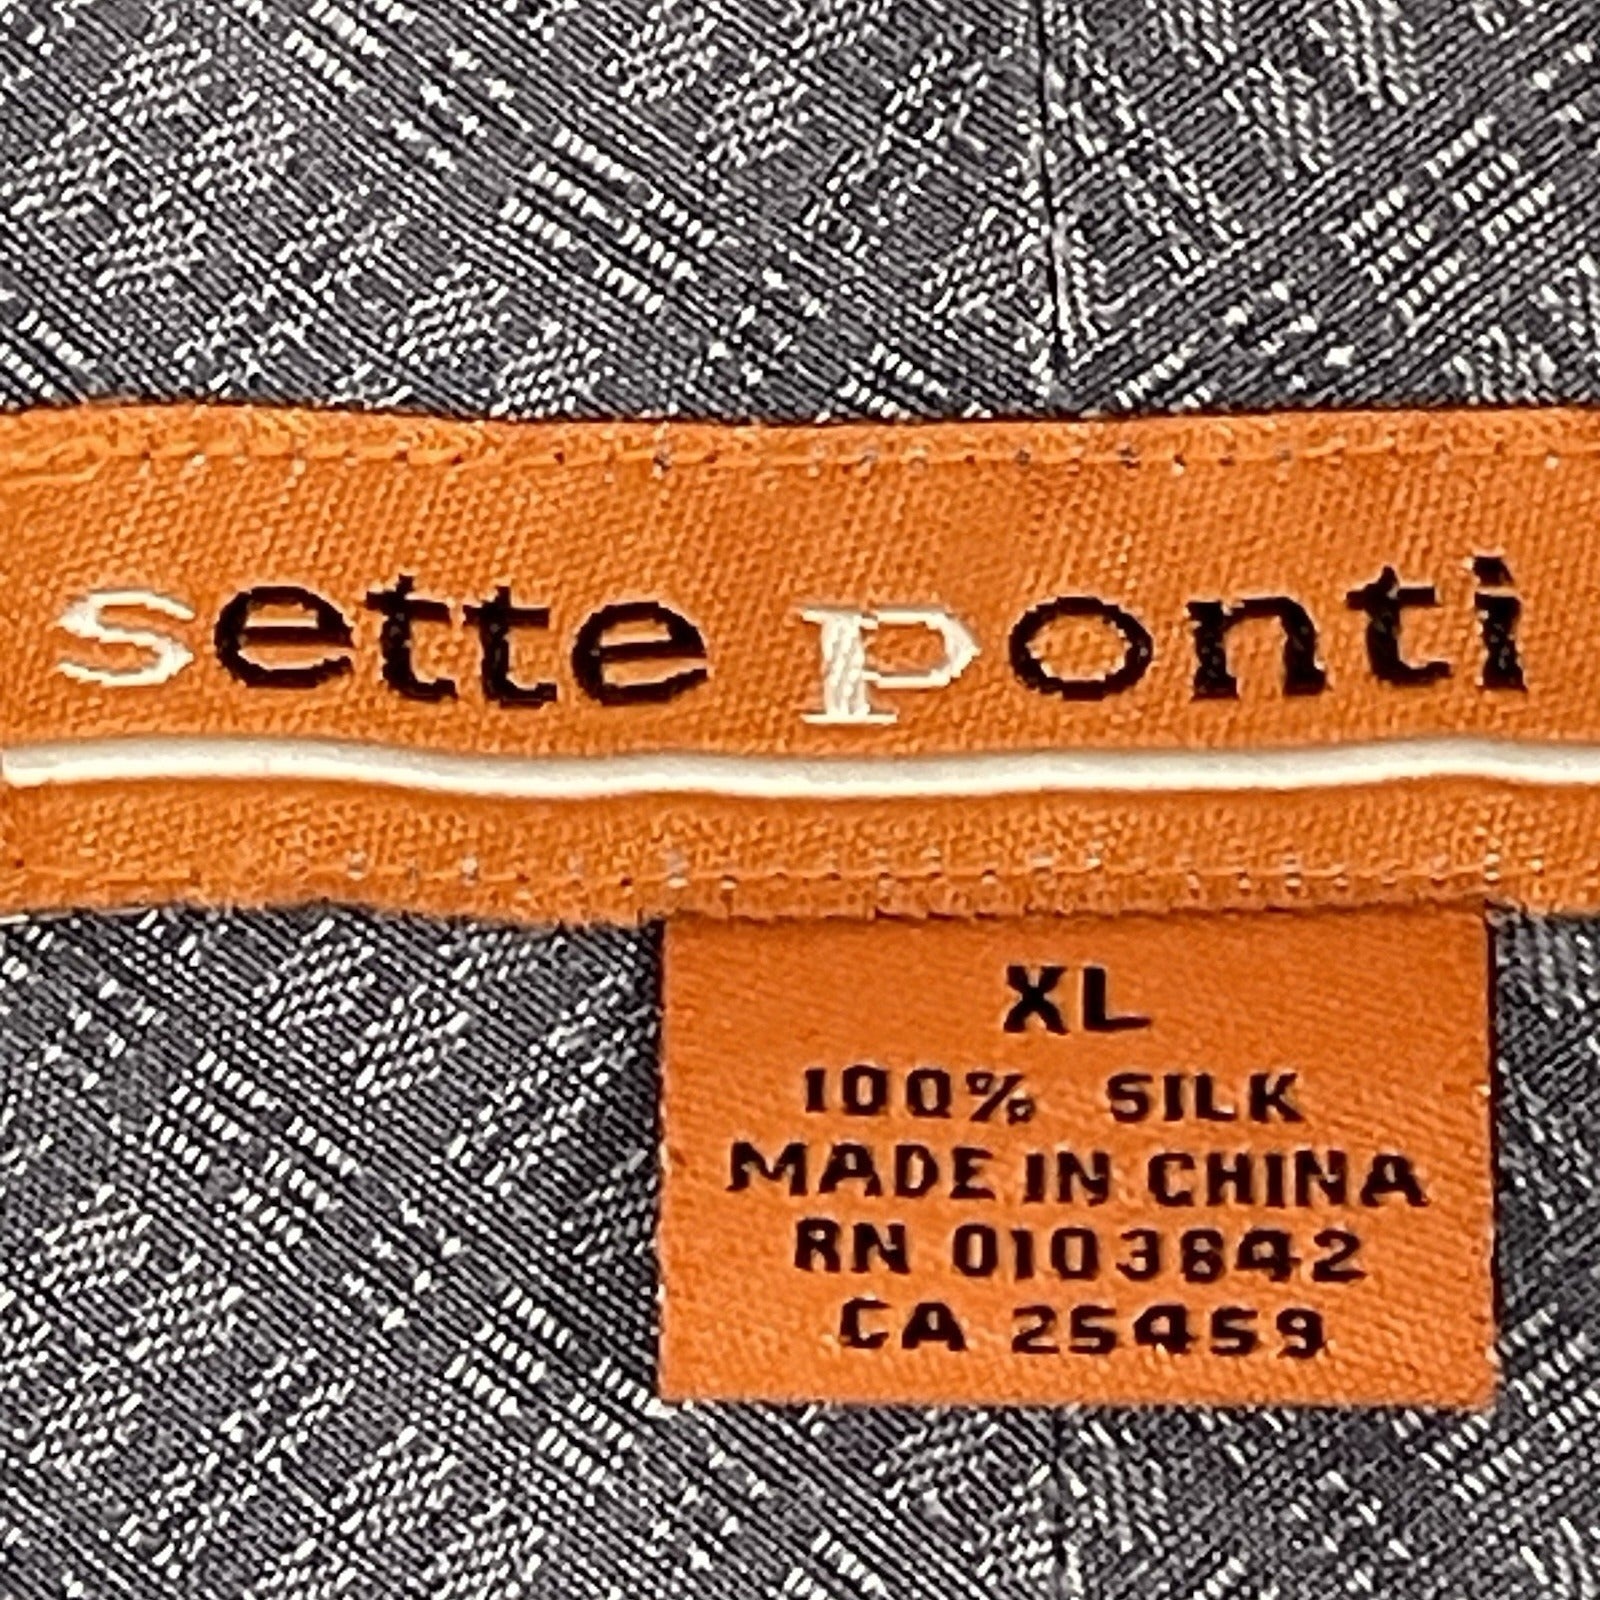 sette ponti
XL
100% SILK
MADE IN CHINA
RN 0103842
CA 25459